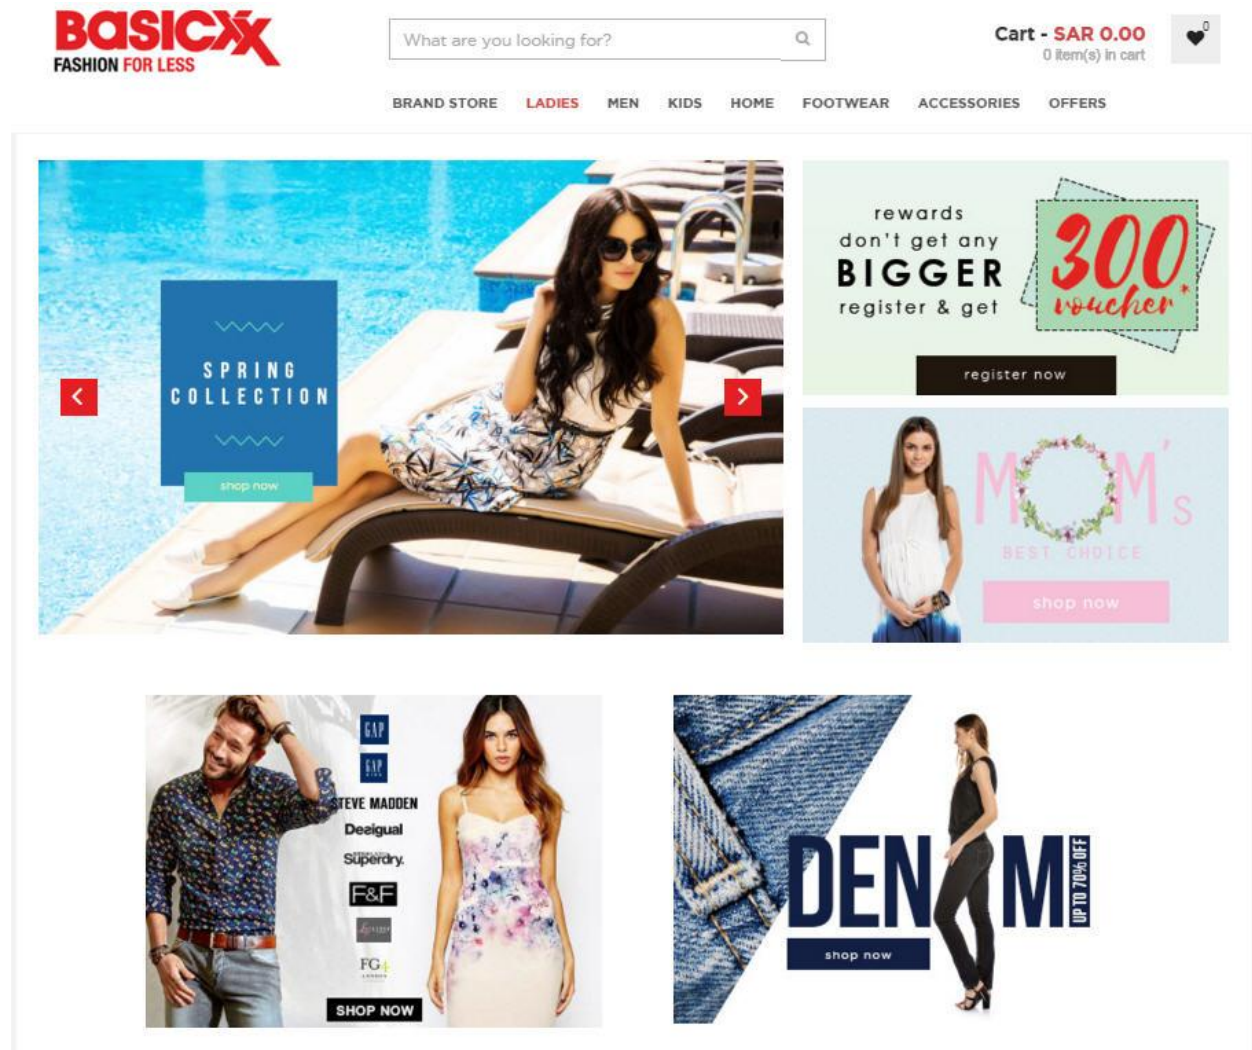 BASICXX
FASHION FOR LESS
What are you looking for?
Cart - SAR 0.00
0 item(s) in cart
0
BRAND STORE LADIES MEN KIDS HOME FOOTWEAR ACCESSORIES OFFERS
SPRING
COLLECTION
shop now
rewards
don't get any
BIGGER
register & get
300
voucher*
register now
MOM's
BEST CHOICE
shop now
GAP
GAP
STEVE MADDEN
Desigual
Superdry.
F&F
FG4
LONDON
SHOP NOW
DENIM
UP TO 70% OFF
shop now